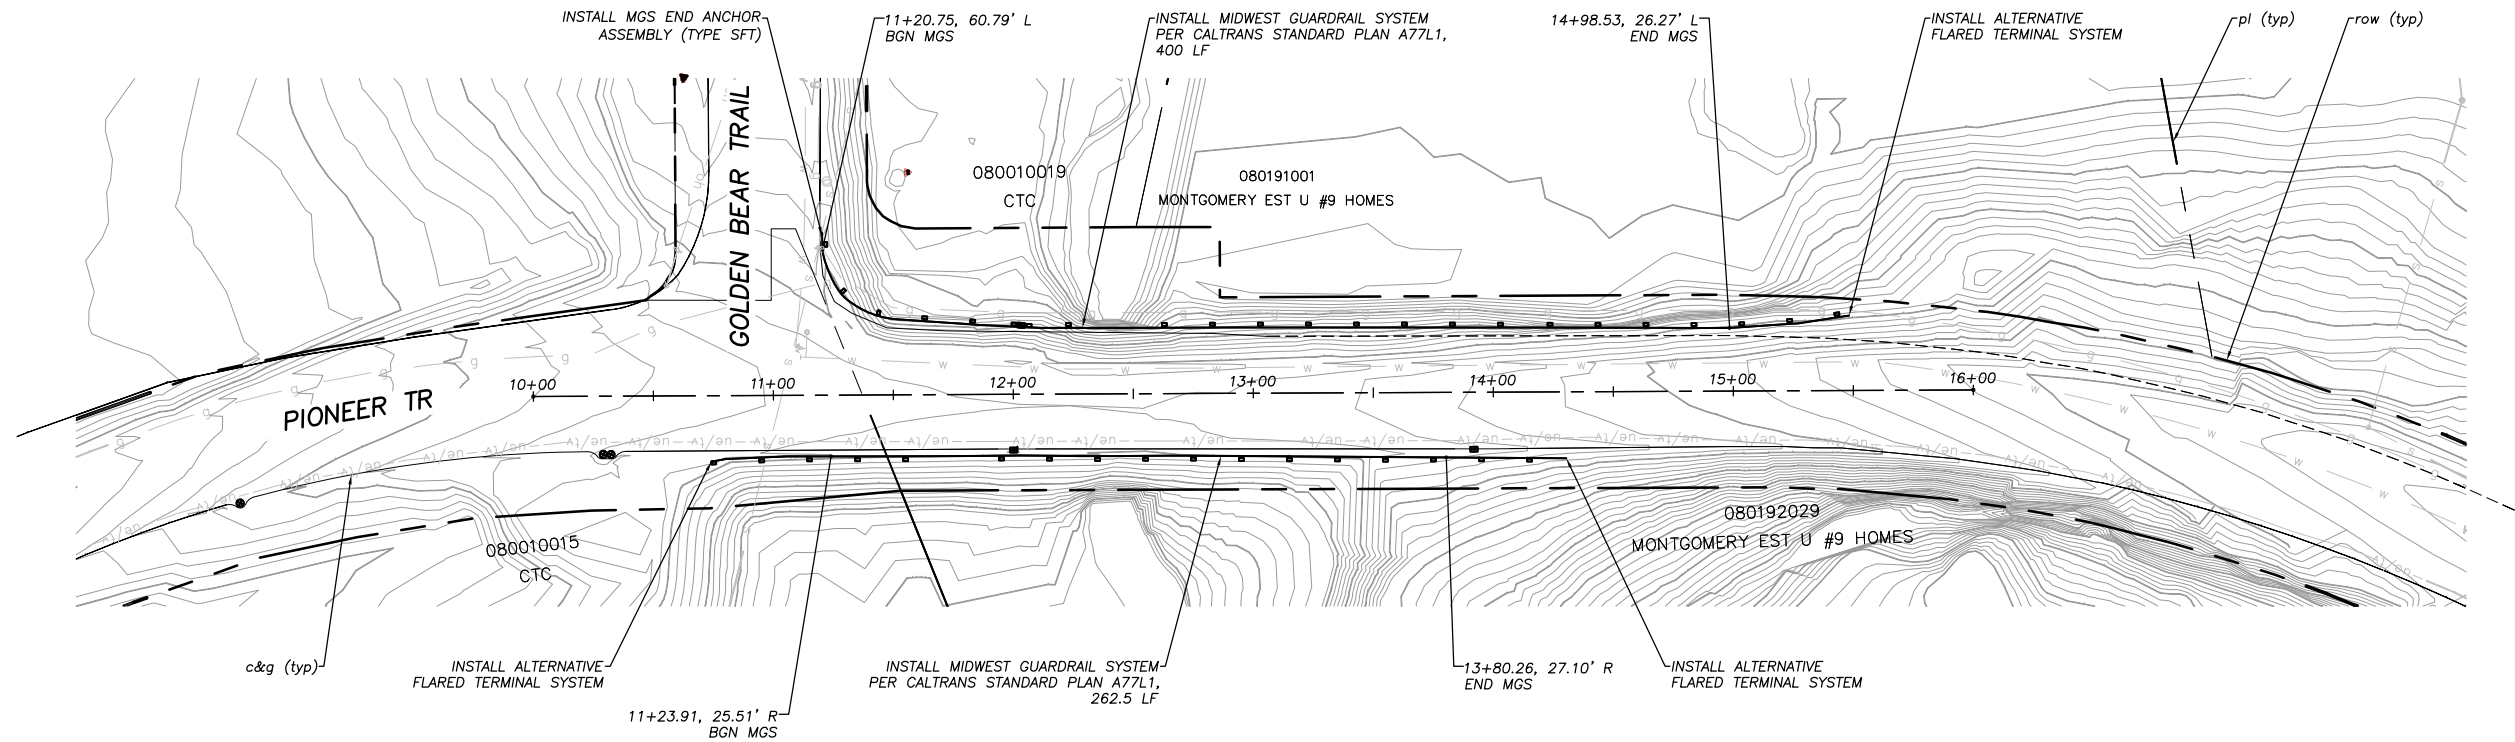 INSTALL MGS END ANCHOR
ASSEMBLY (TYPE SFT)
11+20.75, 60.79' L
BGN MGS
INSTALL MIDWEST GUARDRAIL SYSTEM
PER CALTRANS STANDARD PLAN A77L1,
400 LF
14+98.53, 26.27' L
END MGS
INSTALL ALTERNATIVE
FLARED TERMINAL SYSTEM
pl (typ)
row (typ)
GOLDEN BEAR TRAIL
080010019
CTC
080191001
MONTGOMERY EST U #9 HOMES
PIONEER TR
10+00
11+00
12+00
13+00
14+00
15+00
16+00
080010015
CTC
080192029
MONTGOMERY EST U #9 HOMES
c&g (typ)
INSTALL ALTERNATIVE
FLARED TERMINAL SYSTEM
11+23.91, 25.51' R
BGN MGS
INSTALL MIDWEST GUARDRAIL SYSTEM
PER CALTRANS STANDARD PLAN A77L1,
262.5 LF
13+80.26, 27.10' R
END MGS
INSTALL ALTERNATIVE
FLARED TERMINAL SYSTEM